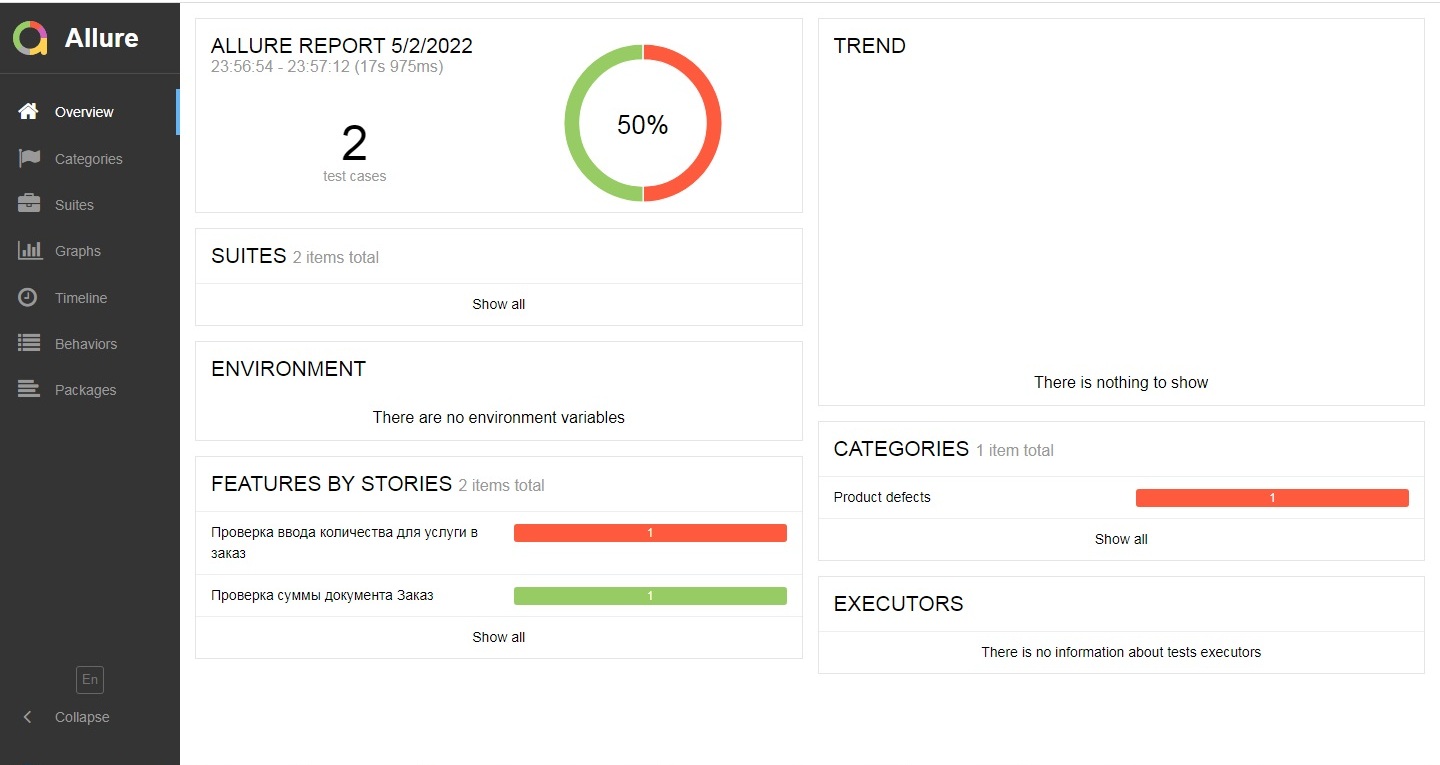 Allure
Overview
Categories
Suites
Graphs
Timeline
Behaviors
Packages
En
Collapse
ALLURE REPORT 5/2/2022
23:56:54 - 23:57:12 (17s 975ms)
2
test cases
50%
SUITES 2 items total
Show all
ENVIRONMENT
There are no environment variables
FEATURES BY STORIES 2 items total
Проверка ввода количества для услуги в
заказ
1
Проверка суммы документа Заказ
1
Show all
TREND
There is nothing to show
CATEGORIES 1 item total
Product defects
1
Show all
EXECUTORS
There is no information about tests executors